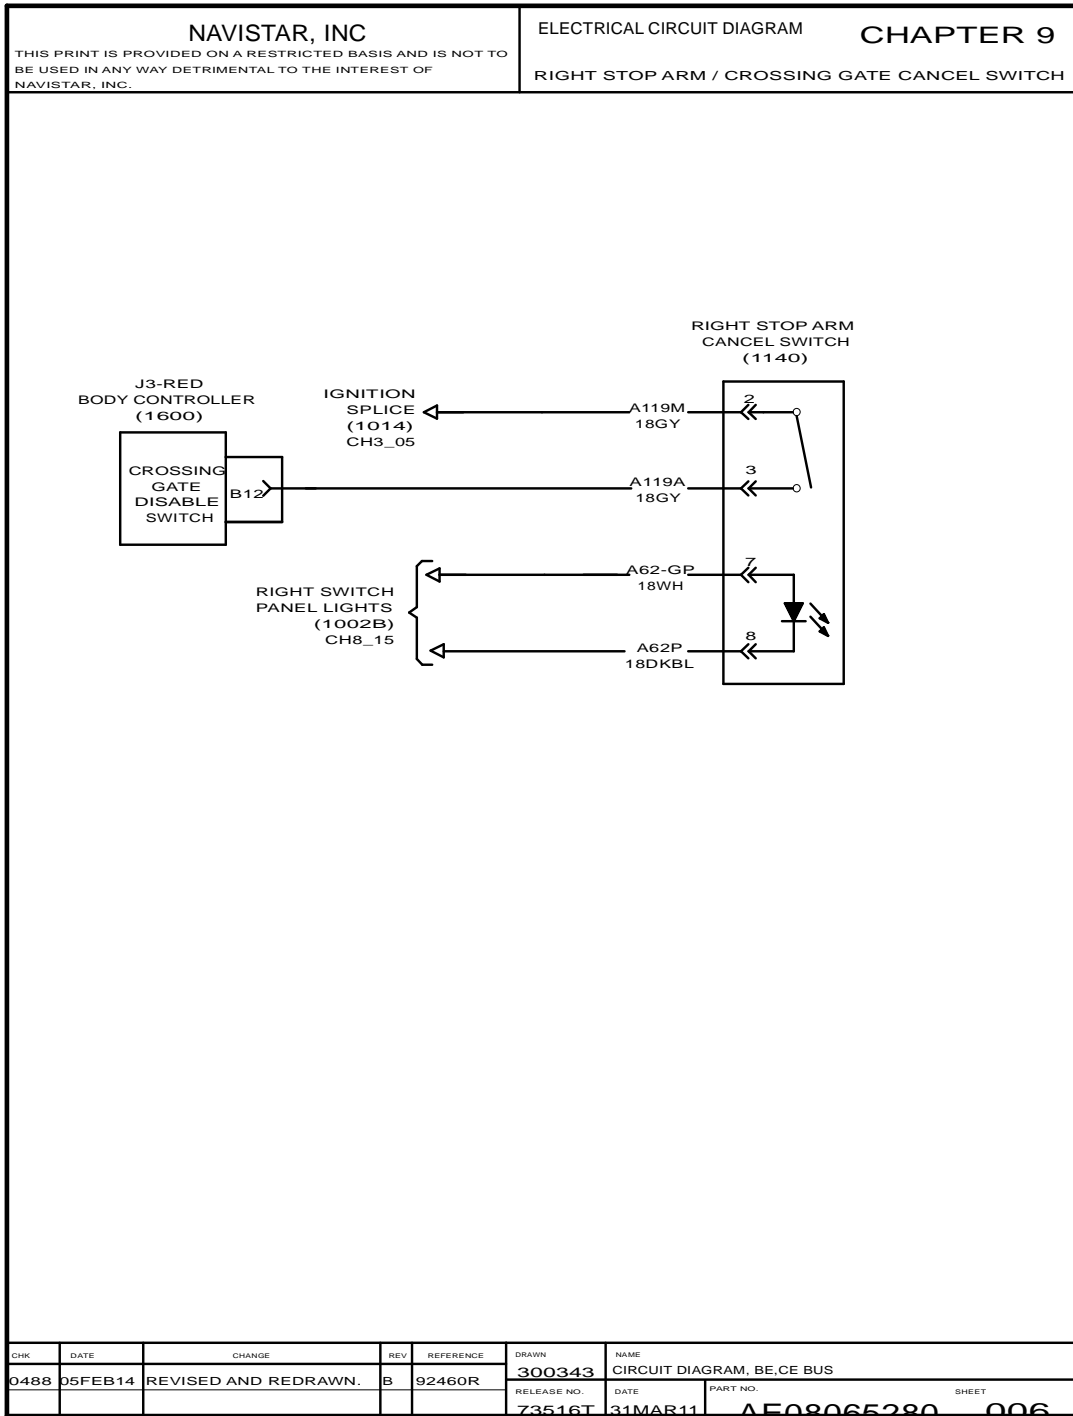 NAVISTAR, INC
THIS PRINT IS PROVIDED ON A RESTRICTED BASIS AND IS NOT TO
BE USED IN ANY WAY DETRIMENTAL TO THE INTEREST OF
NAVISTAR, INC.
ELECTRICAL CIRCUIT DIAGRAM
CHAPTER 9
RIGHT STOP ARM / CROSSING GATE CANCEL SWITCH
RIGHT STOP ARM
CANCEL SWITCH
(1140)
J3-RED
BODY CONTROLLER
(1600)
CROSSING
GATE
DISABLE
SWITCH
B12
IGNITION
SPLICE
(1014)
CH3_05
A119M
18GY
2
A119A
18GY
3
RIGHT SWITCH
PANEL LIGHTS
(1002B)
CH8_15
A62-GP
18WH
7
A62P
18DKBL
8
CHK
DATE
CHANGE
REV
REFERENCE
0488
05FEB14
REVISED AND REDRAWN.
B
92460R
DRAWN
300343
NAME
CIRCUIT DIAGRAM, BE,CE BUS
RELEASE NO.
73516T
DATE
31MAR11
PART NO.
AE08065280
SHEET
006